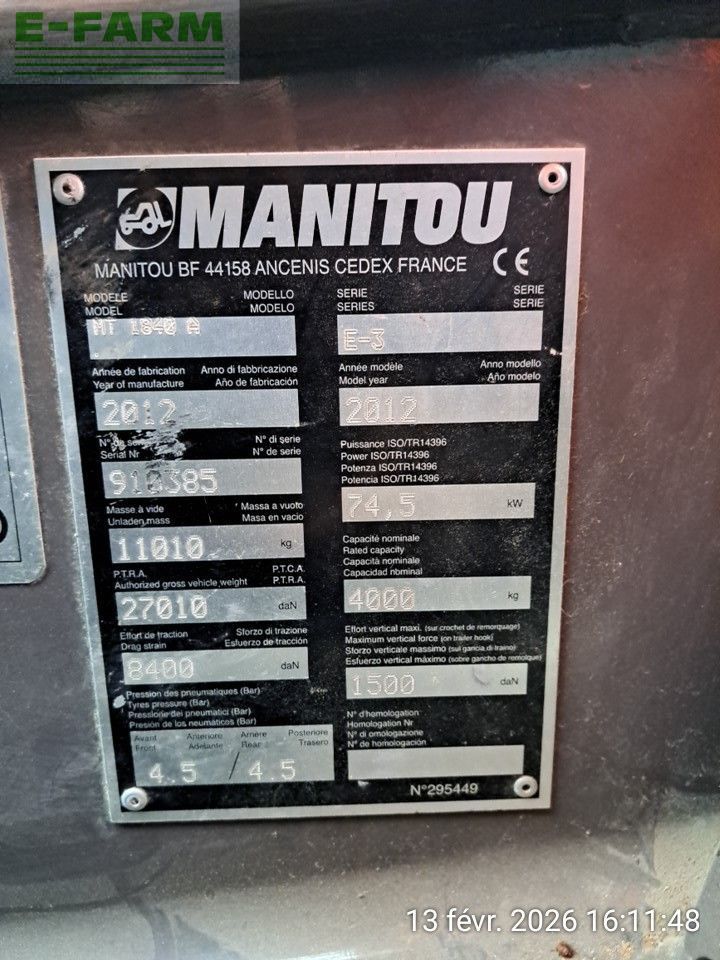 E-FARM
MANITOU
MANITOU BF 44158 ANCENIS CEDEX FRANCE CE
MODELE MODELLO
MODEL MODELO
MT 1840 A
SERIE SERIE
SERIES SERIE
E-3
Année de fabrication Anno di fabbricazione
Year of manufacture Año de fabricación
2012
Année modèle Anno modello
Model year Año modelo
2012
N° de série N° di serie
Serial Nr N° de serie
910385
Puissance ISO/TR14396
Power ISO/TR14396
Potenza ISO/TR14396
Potencia ISO/TR14396
74,5 kW
Masse à vide Massa a vuoto
Unladen mass Masa en vacio
11010 kg
Capacité nominale
Rated capacity
Capacità nominale
Capacidad nominal
4000 kg
P.T.R.A. P.T.C.A.
Authorized gross vehicle weight P.T.R.A.
27010 daN
Effort vertical maxi. (sur crochet de remorquage)
Maximum vertical force (on trailer hook)
Sforzo verticale massimo (sul gancia di traino)
Esfuerzo vertical máximo (sobre gancho de remolque)
1500 daN
Effort de traction Sforzo di trazione
Drag strain Esfuerzo de tracción
8400 daN
Pression des pneumatiques (Bar)
Tyres pressure (Bar)
Pressione dei pneumatici (Bar)
Presión de los neumáticos (Bar)
Avant Anteriore Arrière Posteriore
Front Adelante Rear Trasero
4.5 / 4.5
N° d'homologation
Homologation Nr
N° di omologazione
N° de homologación
N°295449
13 févr. 2026 16:11:48